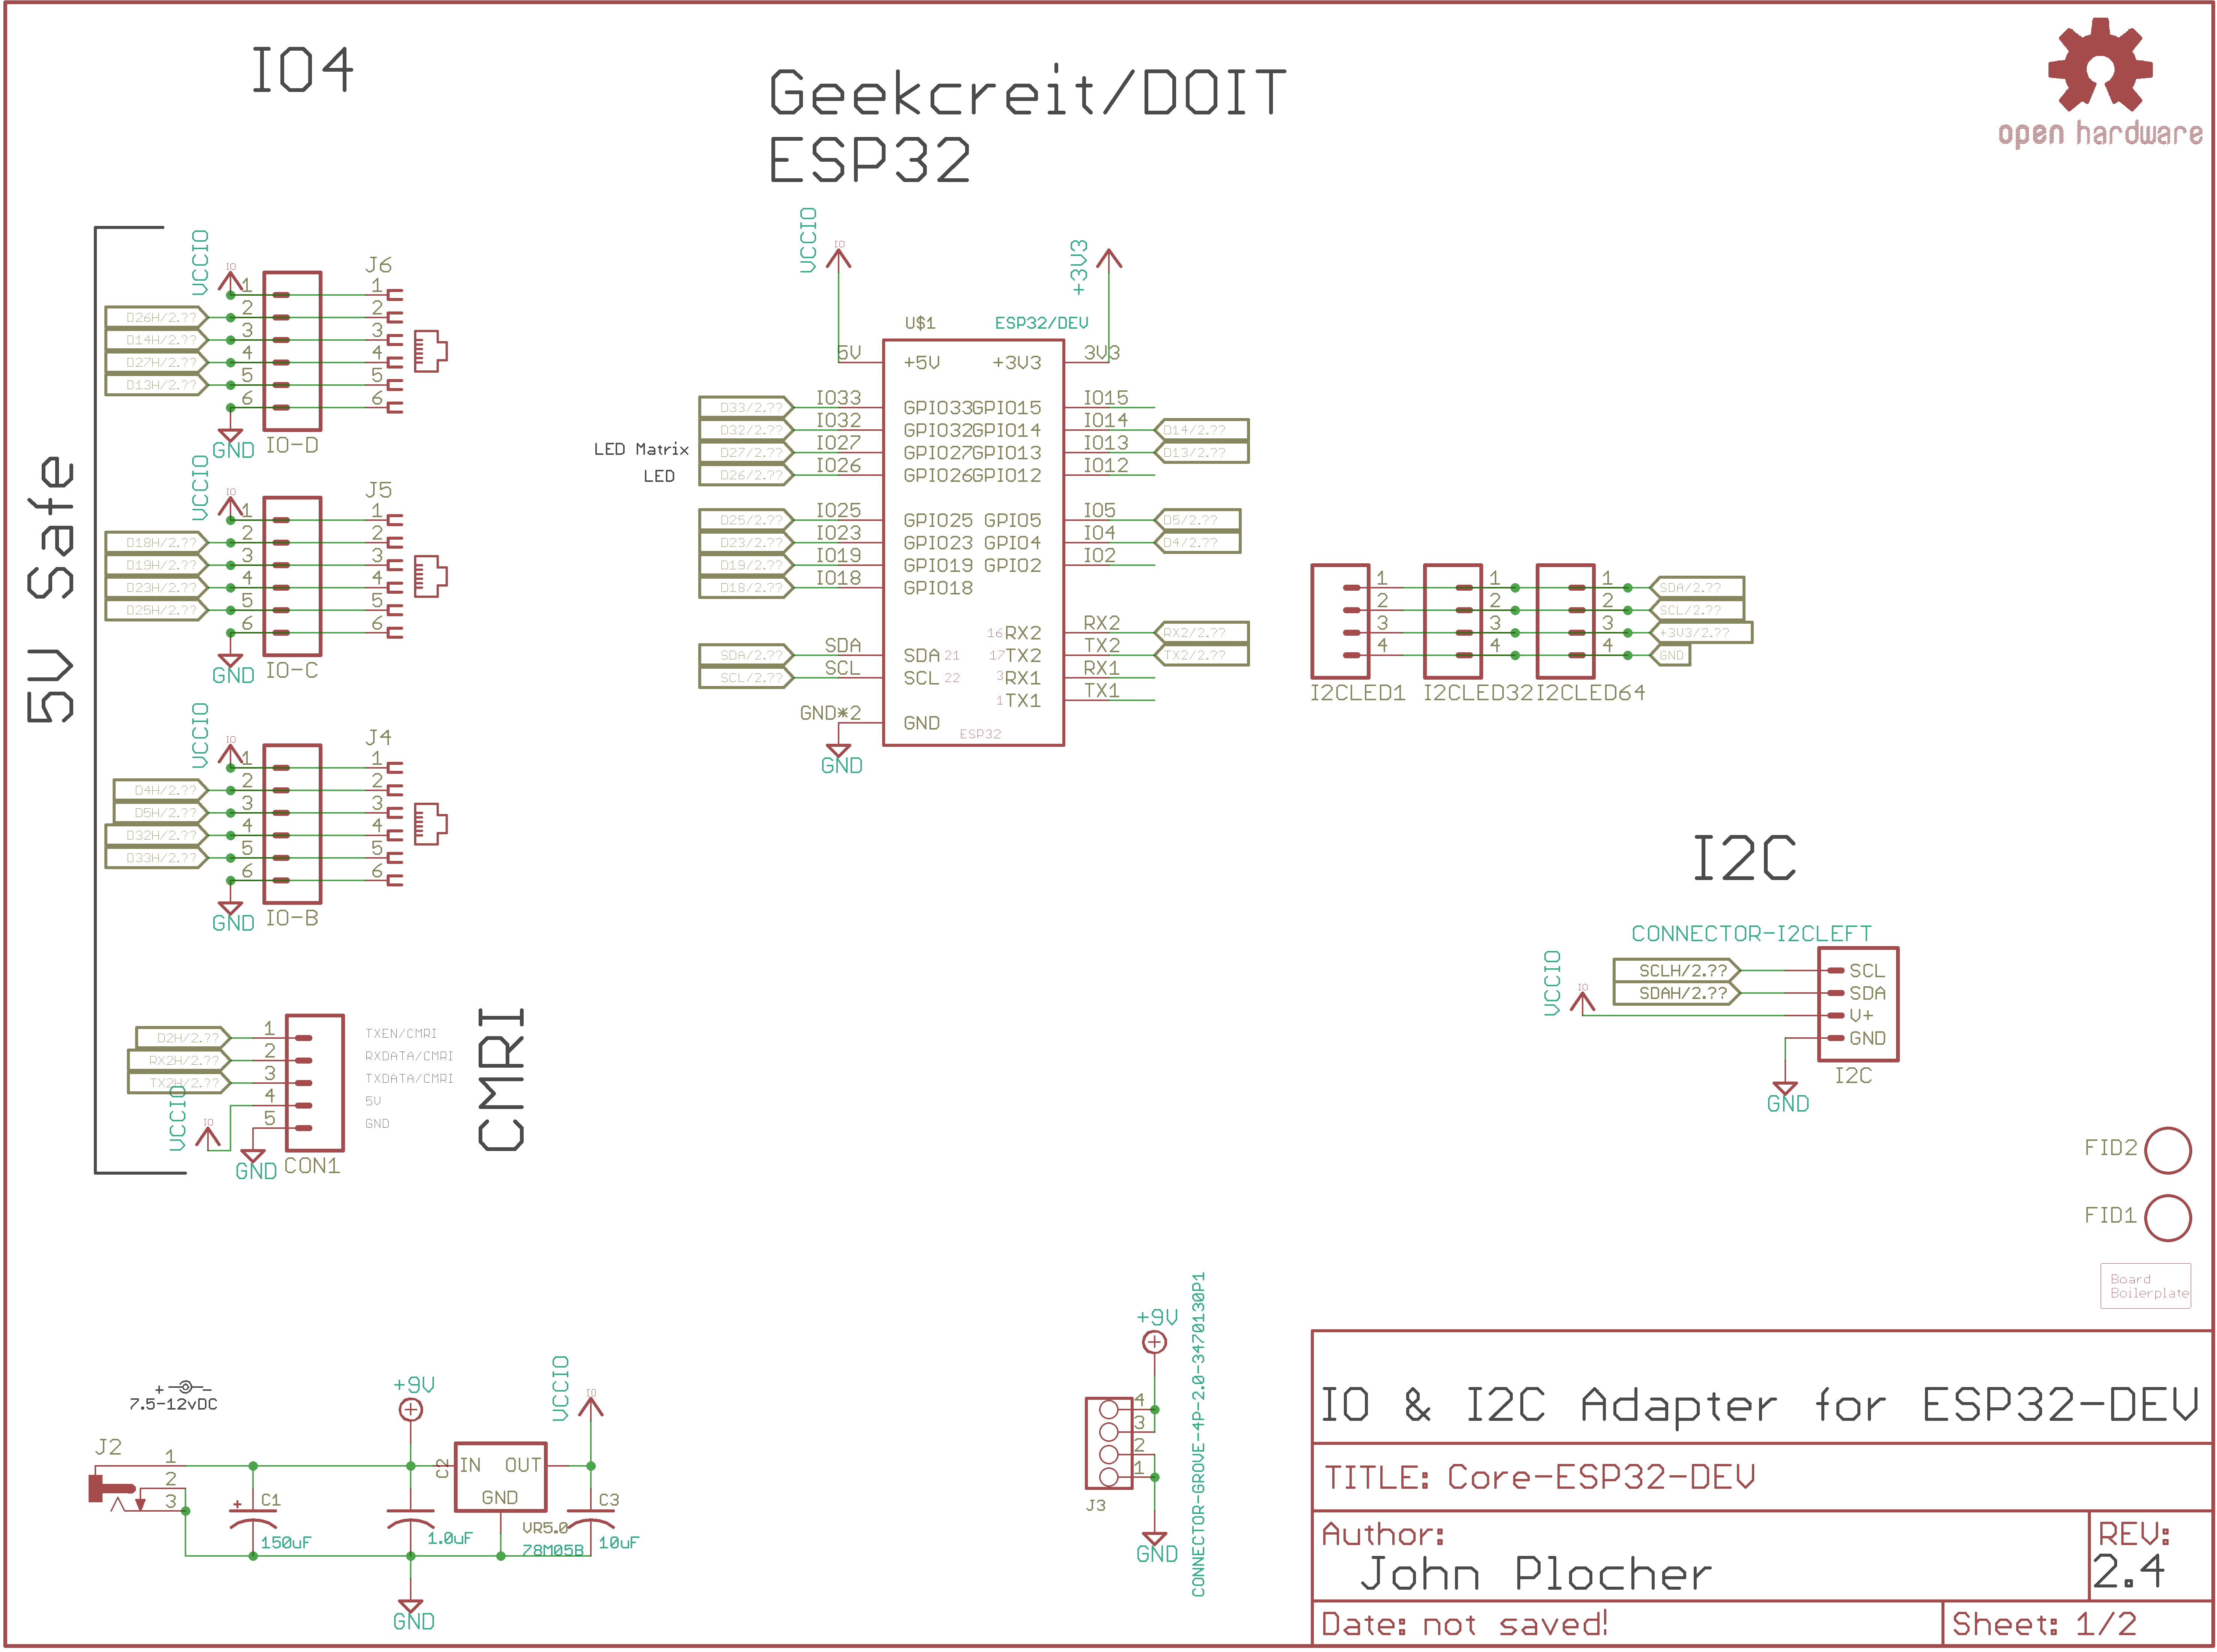 IO4
Geekcreit/DOIT
ESP32
open hardware
5V Safe
VCCIO
IO
J6
1 1
2 2
3 3
4 4
5 5
6 6
D26H/2.??
D14H/2.??
D27H/2.??
D13H/2.??
GND
IO-D
VCCIO
IO
J5
1 1
2 2
3 3
4 4
5 5
6 6
D18H/2.??
D19H/2.??
D23H/2.??
D25H/2.??
GND
IO-C
VCCIO
IO
J4
1 1
2 2
3 3
4 4
5 5
6 6
D4H/2.??
D5H/2.??
D32H/2.??
D33H/2.??
GND
IO-B
CMRI
D2H/2.?? 1 TXEN/CMRI
RX2H/2.?? 2 RXDATA/CMRI
TX2H/2.?? 3 TXDATA/CMRI
4 5V
5 GND
VCCIO
IO
GND
CON1
VCCIO
IO
+3V3
U$1 ESP32/DEV
5V +5V +3V3 3V3
D33/2.?? IO33 GPIO33 GPIO15 IO15
D32/2.?? IO32 GPIO32 GPIO14 IO14 D14/2.??
LED Matrix D27/2.?? IO27 GPIO27 GPIO13 IO13 D13/2.??
LED D26/2.?? IO26 GPIO26 GPIO12 IO12
D25/2.?? IO25 GPIO25 GPIO5 IO5 D5/2.??
D23/2.?? IO23 GPIO23 GPIO4 IO4 D4/2.??
D19/2.?? IO19 GPIO19 GPIO2 IO2
D18/2.?? IO18 GPIO18
16 RX2 RX2 RX2/2.??
SDA/2.?? SDA SDA 21 17 TX2 TX2 TX2/2.??
SCL/2.?? SCL SCL 22 3 RX1 RX1
1 TX1 TX1
GND*2 GND
ESP32
GND
1 1 1 SDA/2.??
2 2 2 SCL/2.??
3 3 3 +3V3/2.??
4 4 4 GND
I2CLED1 I2CLED32 I2CLED64
I2C
CONNECTOR-I2CLEFT
VCCIO
IO
SCLH/2.?? SCL
SDAH/2.?? SDA
V+
GND
I2C
GND
FID2
FID1
Board
Boilerplate
+ -
7.5-12vDC
J2
1
2
3
+ C1
150uF
+9V
C2
1.0uF
IN OUT
GND
VR5.0
78M05B
VCCIO
IO
C3
10uF
GND
+9V
4
3
2
1
J3
GND
CONNECTOR-GROVE-4P-2.0-3470130P1
IO & I2C Adapter for ESP32-DEV
TITLE: Core-ESP32-DEV
Author:
John Plocher
REV:
2.4
Date: not saved!
Sheet: 1/2